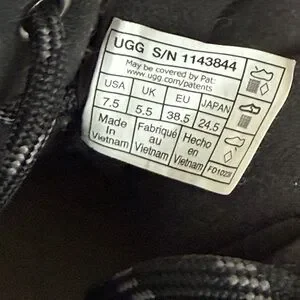 UGG S/N 1143844
May be covered by Pat:
www.ugg.com/patents
USA UK EU JAPAN
7.5 5.5 38.5 24.5
Made Fabriqué Hecho
In au en
Vietnam Vietnam Vietnam